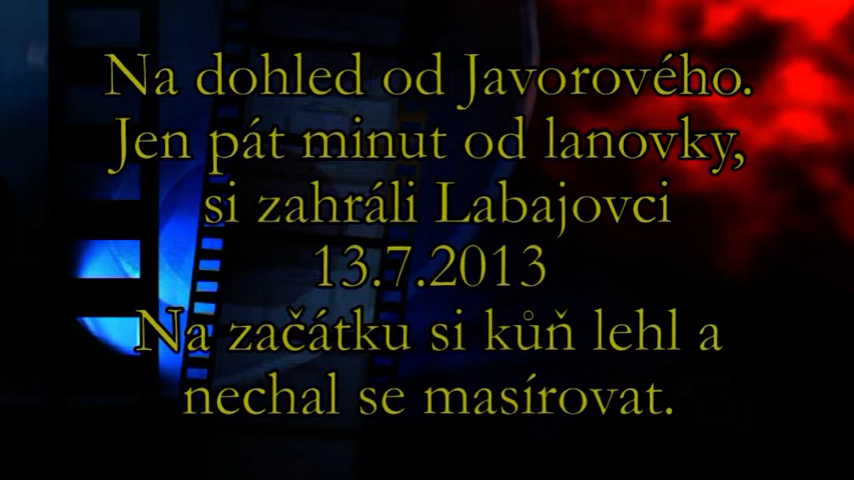 Na dohled od Javorového.
Jen pát minut od lanovky,
si zahráli Labajovci
13.7.2013
Na začátku si kůň lehl a
nechal se masírovat.